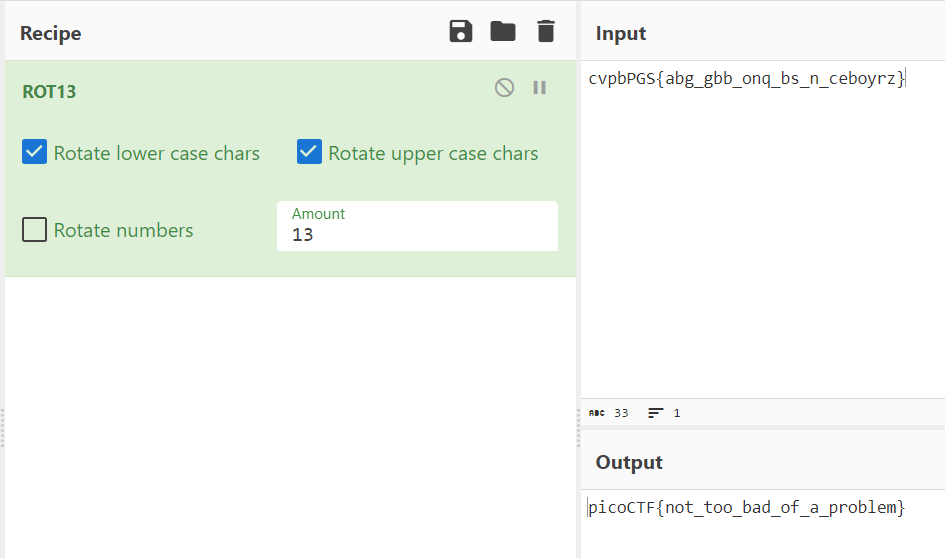 Recipe
ROT13
Rotate lower case chars
Rotate upper case chars
Rotate numbers
Amount
13
Input
cvpbPGS{abg_gbb_onq_bs_n_ceboyrz}
ABC 33 1
Output
picoCTF{not_too_bad_of_a_problem}